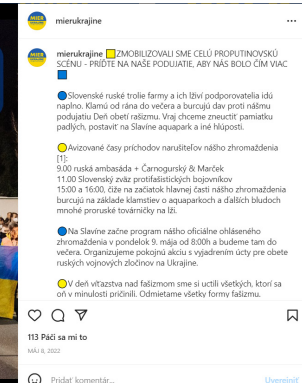 mierukrajine
mierukrajine 🟨ZMOBILIZOVALI SME CELÚ PROPUTINOVSKÚ
SCÉNU - PRÍĎTE NA NAŠE PODUJATIE, ABY NÁS BOLO ČÍM VIAC
🟦
🔵Slovenské ruské trolie farmy a ich lživí podporovatelia idú
naplno. Klamú od rána do večera a burcujú dav proti nášmu
podujatiu Deň obetí rašizmu. Vraj chceme zneuctiť pamiatku
padlých, postaviť na Slavíne aquapark a iné hlúposti.
🟡Avizované časy príchodov narušiteľov nášho zhromaždenia
[1]:
9.00 ruská ambasáda + Čarnogurský & Marček
11.00 Slovenský zväz protifašistických bojovníkov
15:00 a 16:00, čiže na začiatok hlavnej časti nášho zhromaždenia
burcujú na základe klamstiev o aquaparkoch a ďalších bludoch
mnohé proruské továrničky na lži.
🔵Na Slavíne začne program nášho oficiálne ohláseného
zhromaždenia v pondelok 9. mája od 8:00h a budeme tam do
večera. Organizujeme pokojnú akciu s vyjadrením úcty pre obete
ruských vojnových zločinov na Ukrajine.
🟡V deň víťazstva nad fašizmom sme si uctili všetkých, ktorí sa
oň v minulosti pričinili. Odmietame všetky formy fašizmu.
113 Páči sa mi to
MÁJ 8, 2022
Pridať komentár...
Uverejniť